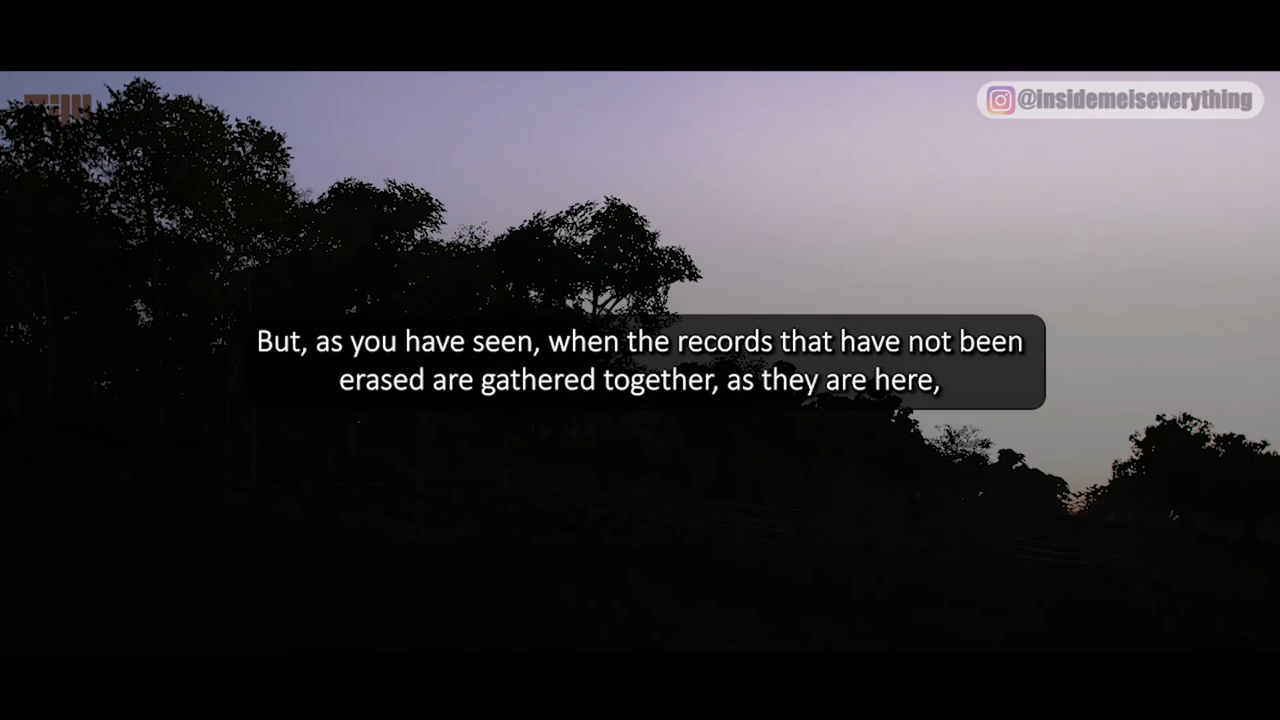 @Insidemeiseverything
But, as you have seen, when the records that have not been
erased are gathered together, as they are here,